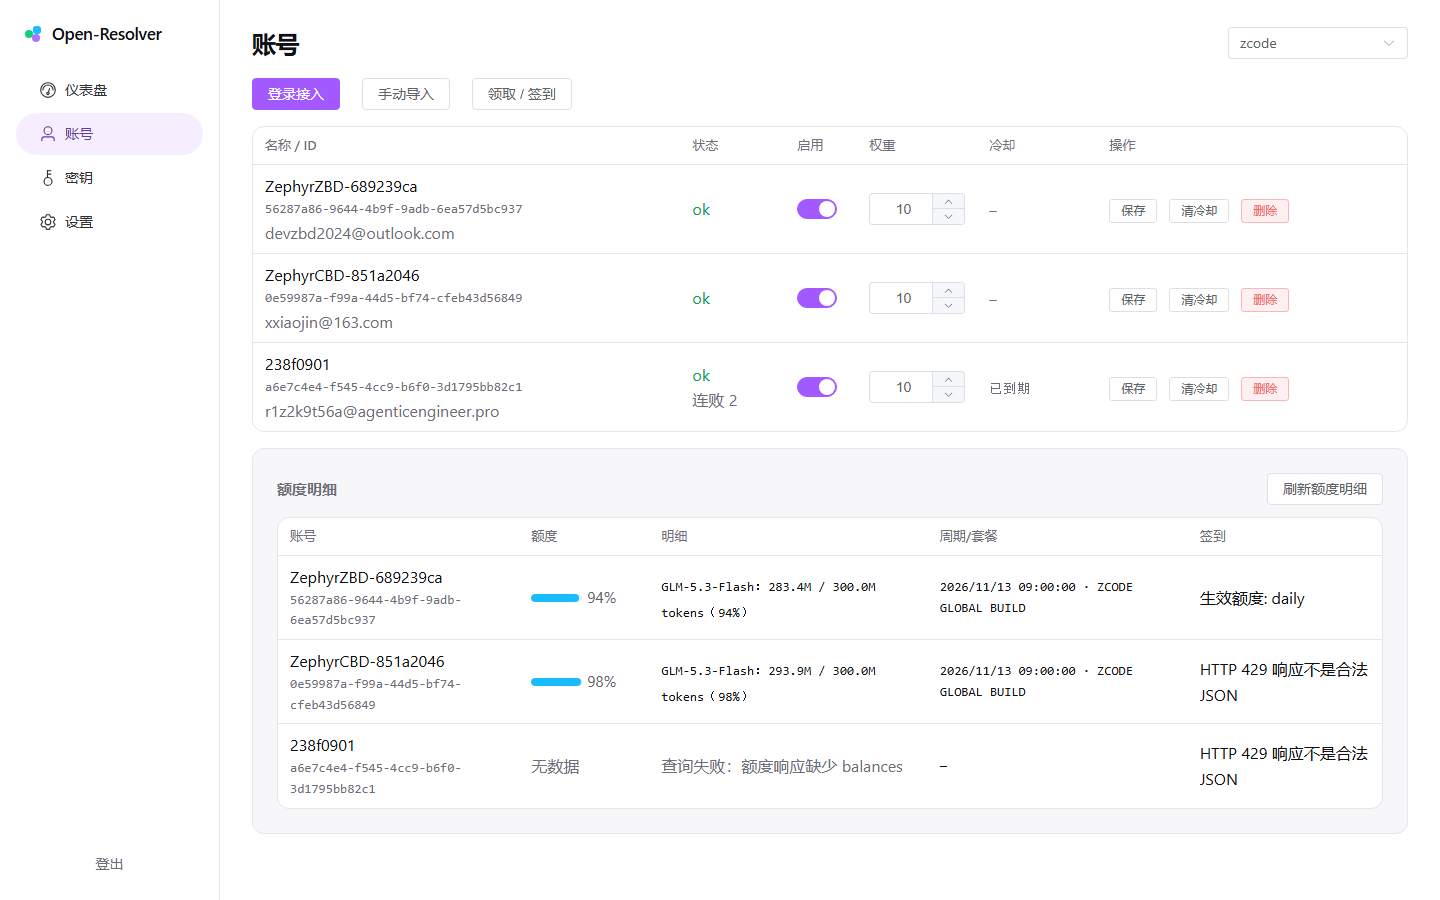 Open-Resolver
仪表盘
账号
密钥
设置
登出
账号
zcode
登录接入
手动导入
领取 / 签到
名称 / ID 状态 启用 权重 冷却 操作
ZephyrZBD-689239ca
56287a86-9644-4b9f-9adb-6ea57d5bc937
devzbd2024@outlook.com
ok 10 – 保存 清冷却 删除
ZephyrCBD-851a2046
0e59987a-f99a-44d5-bf74-cfeb43d56849
xxiaojin@163.com
ok 10 – 保存 清冷却 删除
238f0901
a6e7c4e4-f545-4cc9-b6f0-3d1795bb82c1
r1z2k9t56a@agenticengineer.pro
ok
连败 2
10 已到期 保存 清冷却 删除
额度明细
刷新额度明细
账号 额度 明细 周期/套餐 签到
ZephyrZBD-689239ca
56287a86-9644-4b9f-9adb-
6ea57d5bc937
94%
GLM-5.3-Flash: 283.4M / 300.0M
tokens（94%）
2026/11/13 09:00:00 · ZCODE
GLOBAL BUILD
生效额度: daily
ZephyrCBD-851a2046
0e59987a-f99a-44d5-bf74-
cfeb43d56849
98%
GLM-5.3-Flash: 293.9M / 300.0M
tokens（98%）
2026/11/13 09:00:00 · ZCODE
GLOBAL BUILD
HTTP 429 响应不是合法
JSON
238f0901
a6e7c4e4-f545-4cc9-b6f0-
3d1795bb82c1
无数据
查询失败：额度响应缺少 balances
–
HTTP 429 响应不是合法
JSON